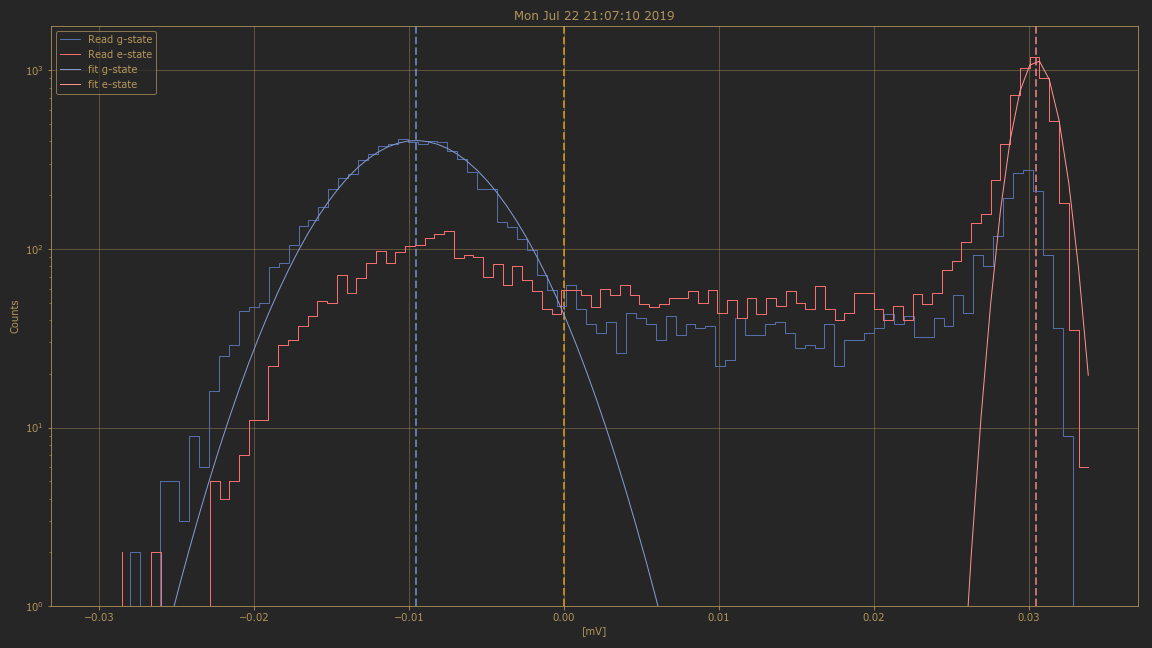 Mon Jul 22 21:07:10 2019
Read g-state
Read e-state
fit g-state
fit e-state
10³
10²
10¹
10⁰
Counts
−0.03 −0.02 −0.01 0.00 0.01 0.02 0.03
[mV]